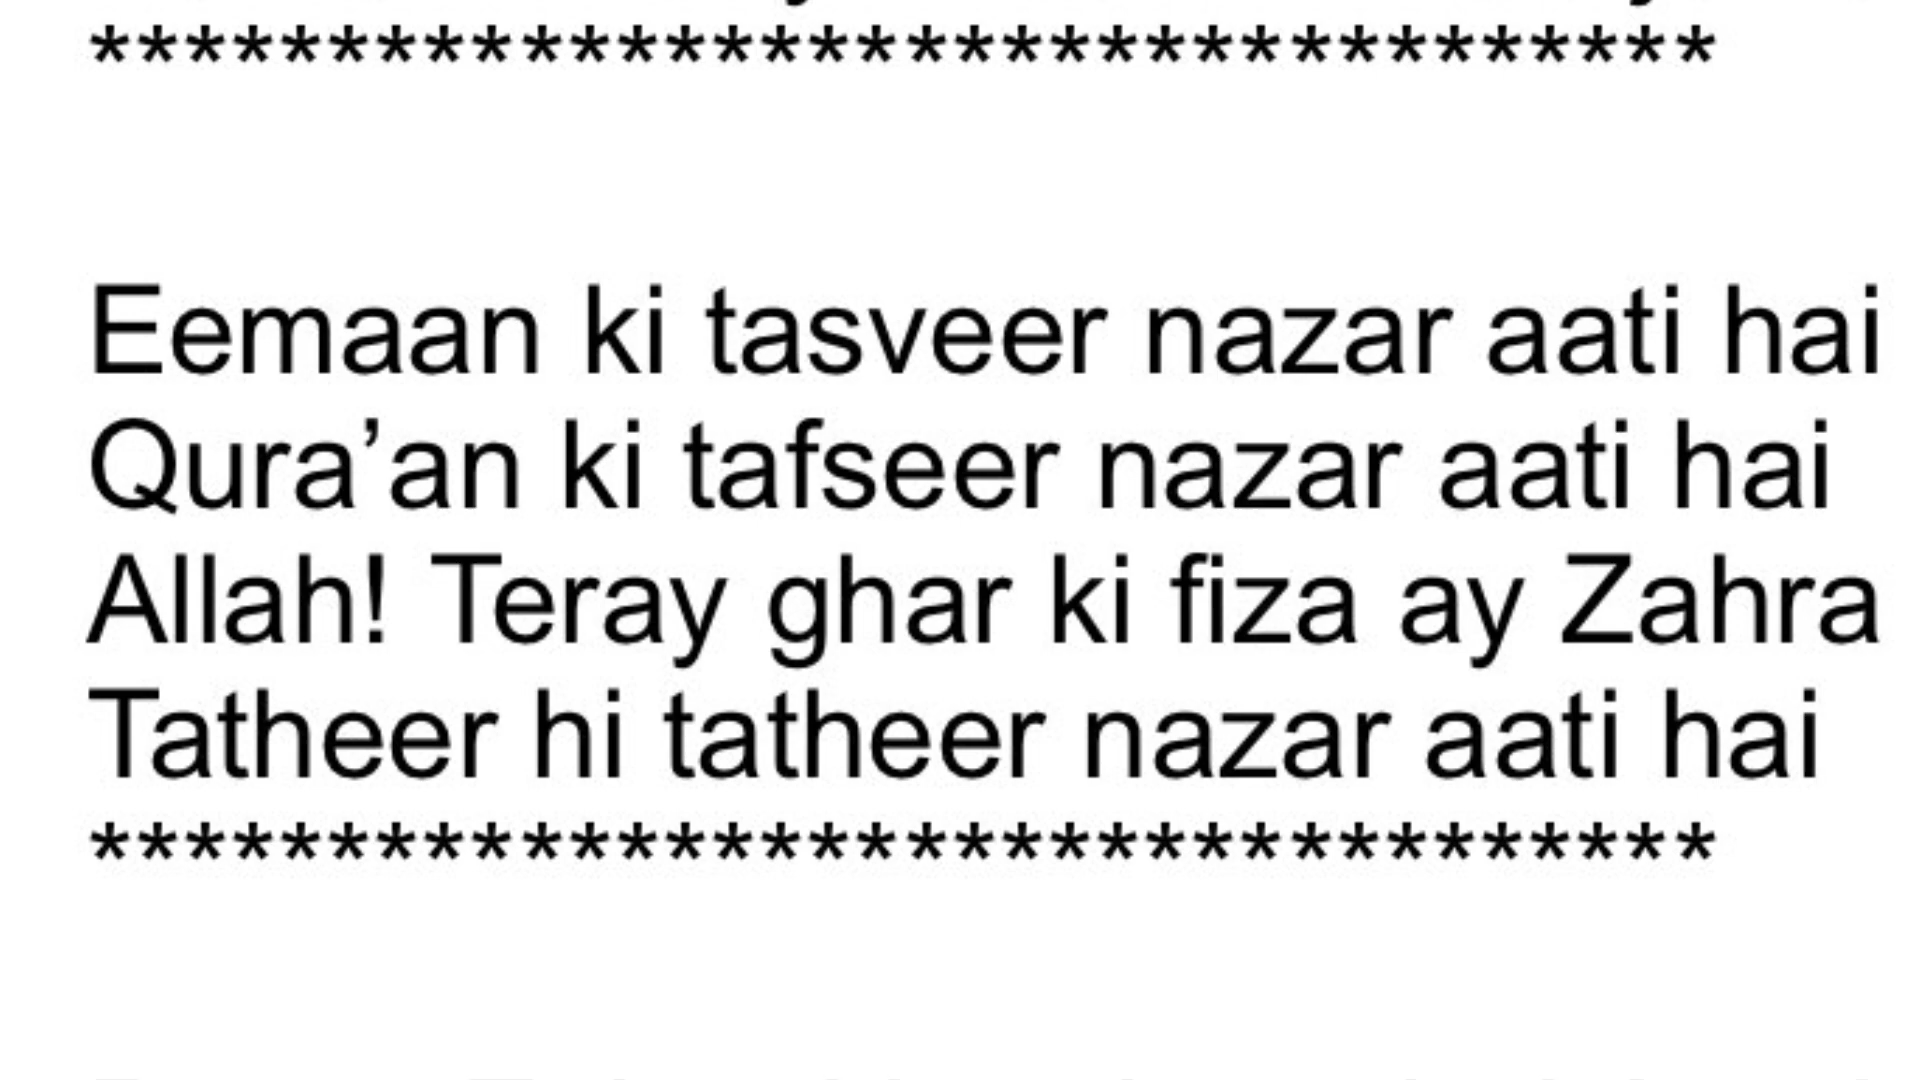 **********************************
Eemaan ki tasveer nazar aati hai
Qura’an ki tafseer nazar aati hai
Allah! Teray ghar ki fiza ay Zahra
Tatheer hi tatheer nazar aati hai
**********************************